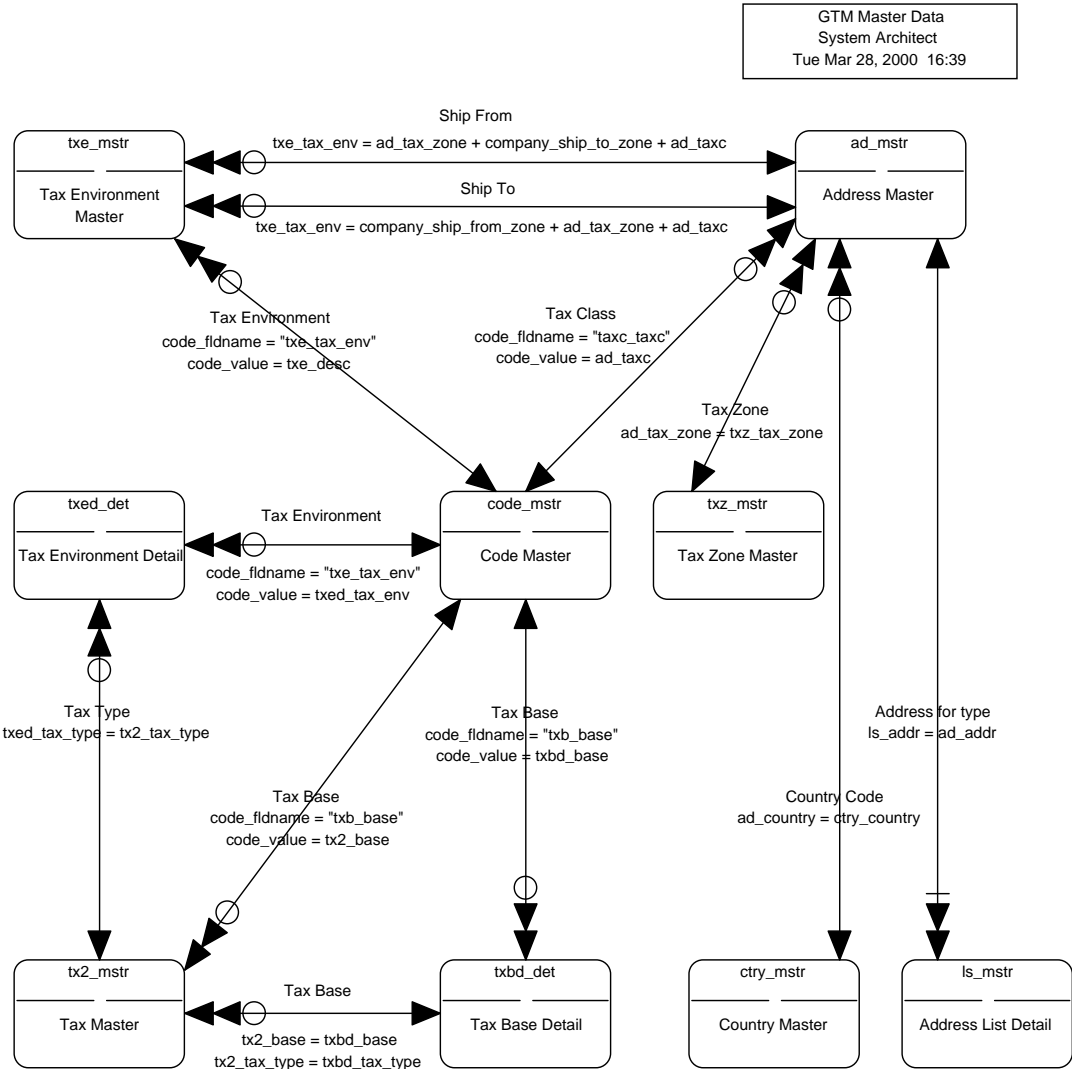 GTM Master Data
System Architect
Tue Mar 28, 2000  16:39
Ship From
txe_tax_env = ad_tax_zone + company_ship_to_zone + ad_taxc
txe_mstr
Tax Environment
Master
ad_mstr
Address Master
Ship To
txe_tax_env = company_ship_from_zone + ad_tax_zone + ad_taxc
Tax Environment
code_fldname = "txe_tax_env"
code_value = txe_desc
Tax Class
code_fldname = "taxc_taxc"
code_value = ad_taxc
Tax Zone
ad_tax_zone = txz_tax_zone
txed_det
Tax Environment Detail
Tax Environment
code_fldname = "txe_tax_env"
code_value = txed_tax_env
code_mstr
Code Master
txz_mstr
Tax Zone Master
Tax Type
txed_tax_type = tx2_tax_type
Tax Base
code_fldname = "txb_base"
code_value = txbd_base
Address for type
ls_addr = ad_addr
Tax Base
code_fldname = "txb_base"
code_value = tx2_base
Country Code
ad_country = ctry_country
tx2_mstr
Tax Master
Tax Base
tx2_base = txbd_base
tx2_tax_type = txbd_tax_type
txbd_det
Tax Base Detail
ctry_mstr
Country Master
ls_mstr
Address List Detail